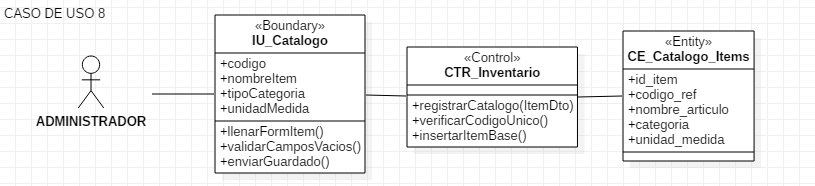 CASO DE USO 8
ADMINISTRADOR
«Boundary»
IU_Catalogo
+codigo
+nombreItem
+tipoCategoria
+unidadMedida
+llenarFormItem()
+validarCamposVacios()
+enviarGuardado()
«Control»
CTR_Inventario
+registrarCatalogo(ItemDto)
+verificarCodigoUnico()
+insertarItemBase()
«Entity»
CE_Catalogo_Items
+id_item
+codigo_ref
+nombre_articulo
+categoria
+unidad_medida